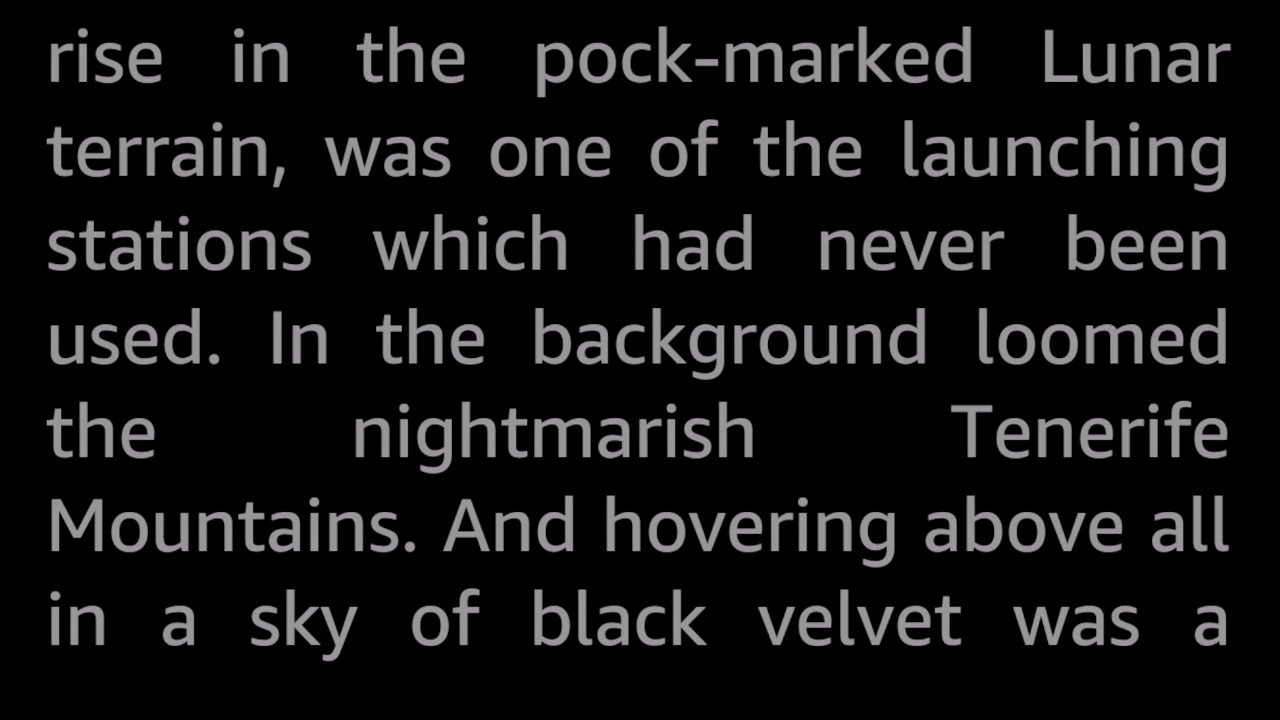 rise in the pock-marked Lunar
terrain, was one of the launching
stations which had never been
used. In the background loomed
the nightmarish Tenerife
Mountains. And hovering above all
in a sky of black velvet was a